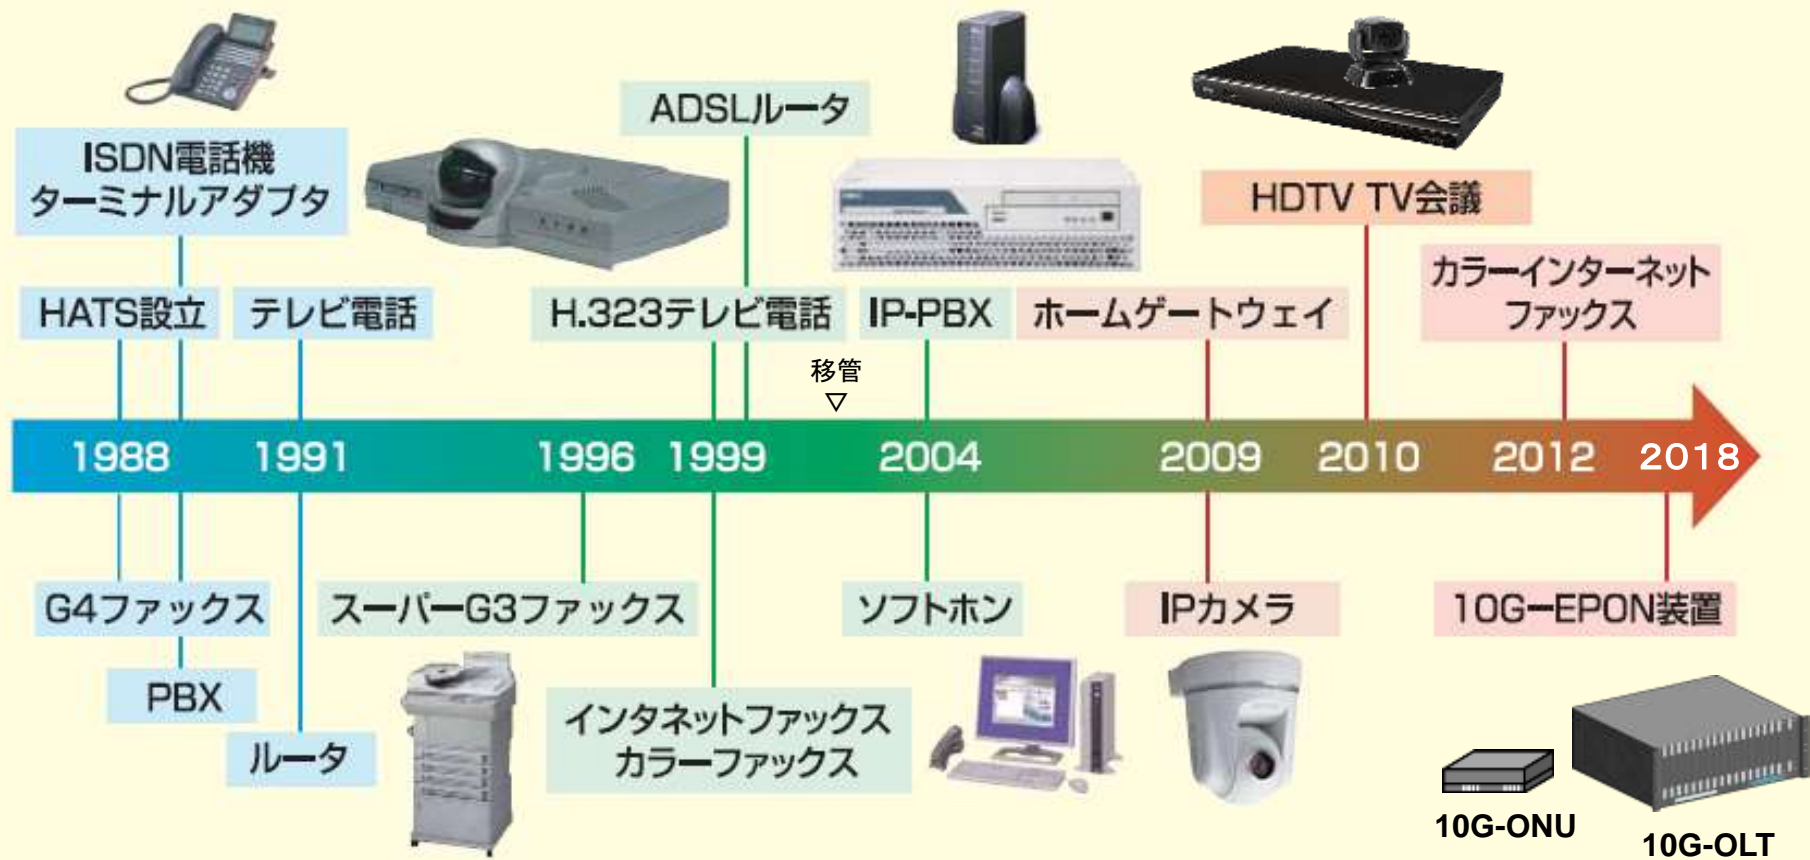 ADSLルータ
ISDN電話機
ターミナルアダプタ
HDTV TV会議
カラーインターネット
ファックス
HATS設立
テレビ電話
H.323テレビ電話
IP-PBX
ホームゲートウェイ
移管
▽
1988
1991
1996
1999
2004
2009
2010
2012
2018
G4ファックス
スーパーG3ファックス
ソフトホン
IPカメラ
10GーEPON装置
PBX
インタネットファックス
カラーファックス
ルータ
10G-ONU
10G-OLT